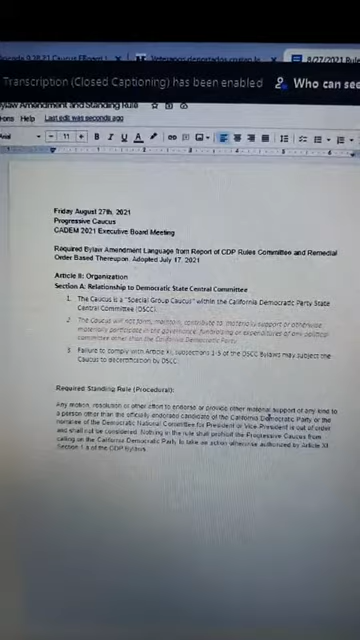 8/27/2021 Rule
Transcription (Closed Captioning) has been enabled
Who can see
Bylaw Amendment and Standing Rule
Help Last edit was seconds ago
11
B I U A
Friday August 27th, 2021
Progressive Caucus
CADEM 2021 Executive Board Meeting
Required Bylaw Amendment Language from Report of CDP Rules Committee and Remedial
Order Based Thereupon. Adopted July 17, 2021
Article II: Organization
Section A: Relationship to Democratic State Central Committee
1. The Caucus is a "Special Group Caucus" within the California Democratic Party State
Central Committee (DSCC).
2. The Caucus will not form, maintain, contribute to, materially support or otherwise
materially participate in the governance, fundraising or expenditures of any political
committee other than the California Democratic Party
3. Failure to comply with Article XI, subsections 1-5 of the DSCC Bylaws may subject the
Caucus to decertification by DSCC.
Required Standing Rule (Procedural):
Any motion, resolution or other effort to endorse or provide other material support of any kind to
a person other than the officially endorsed candidate of the California Democratic Party or the
nominee of the Democratic National Committee for President or Vice President is out of order
and shall not be considered. Nothing in the rule shall prohibit the Progressive Caucus from
calling on the California Democratic Party to take an action otherwise authorized by Article XI
Section 1.a of the CDP Bylaws.